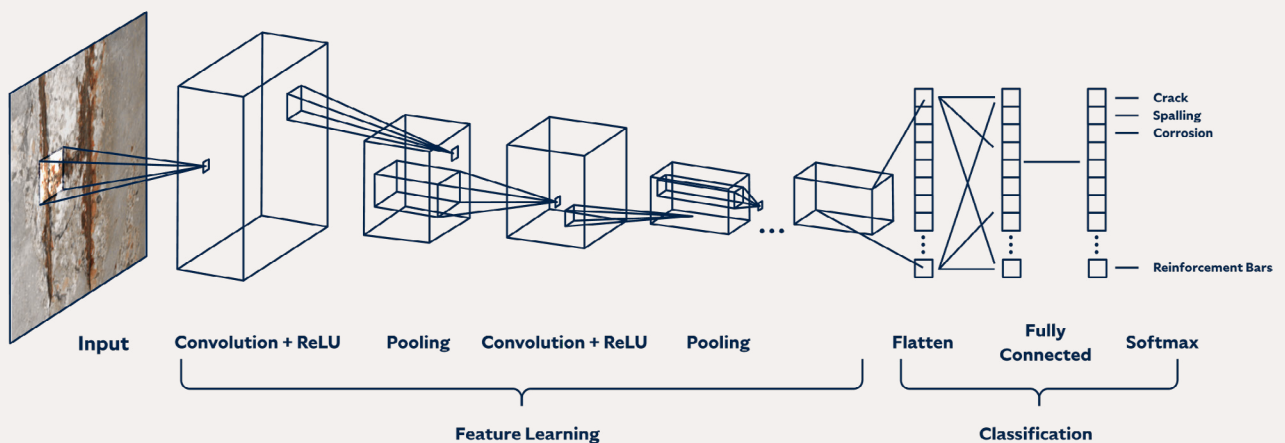 Crack
Spalling
Corrosion
Reinforcement Bars
Input
Convolution + ReLU
Pooling
Convolution + ReLU
Pooling
Flatten
Fully
Connected
Softmax
Feature Learning
Classification